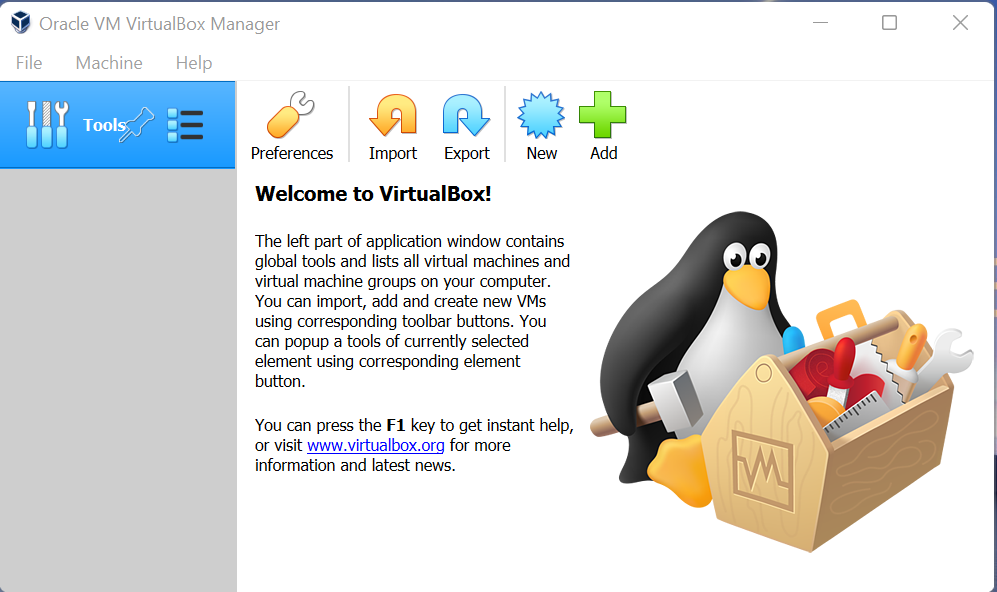 Oracle VM VirtualBox Manager
File Machine Help
Tools
Preferences Import Export New Add
Welcome to VirtualBox!
The left part of application window contains
global tools and lists all virtual machines and
virtual machine groups on your computer.
You can import, add and create new VMs
using corresponding toolbar buttons. You
can popup a tools of currently selected
element using corresponding element
button.
You can press the F1 key to get instant help,
or visit www.virtualbox.org for more
information and latest news.